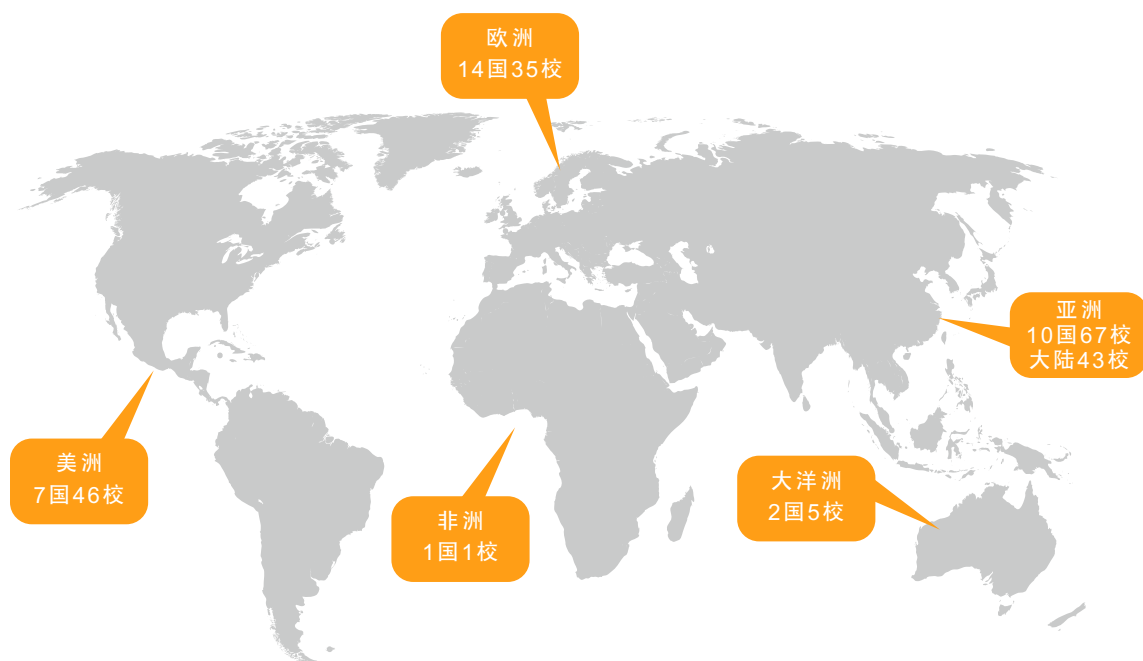 欧洲
14国35校
亚洲
10国67校
大陆43校
美洲
7国46校
非洲
1国1校
大洋洲
2国5校